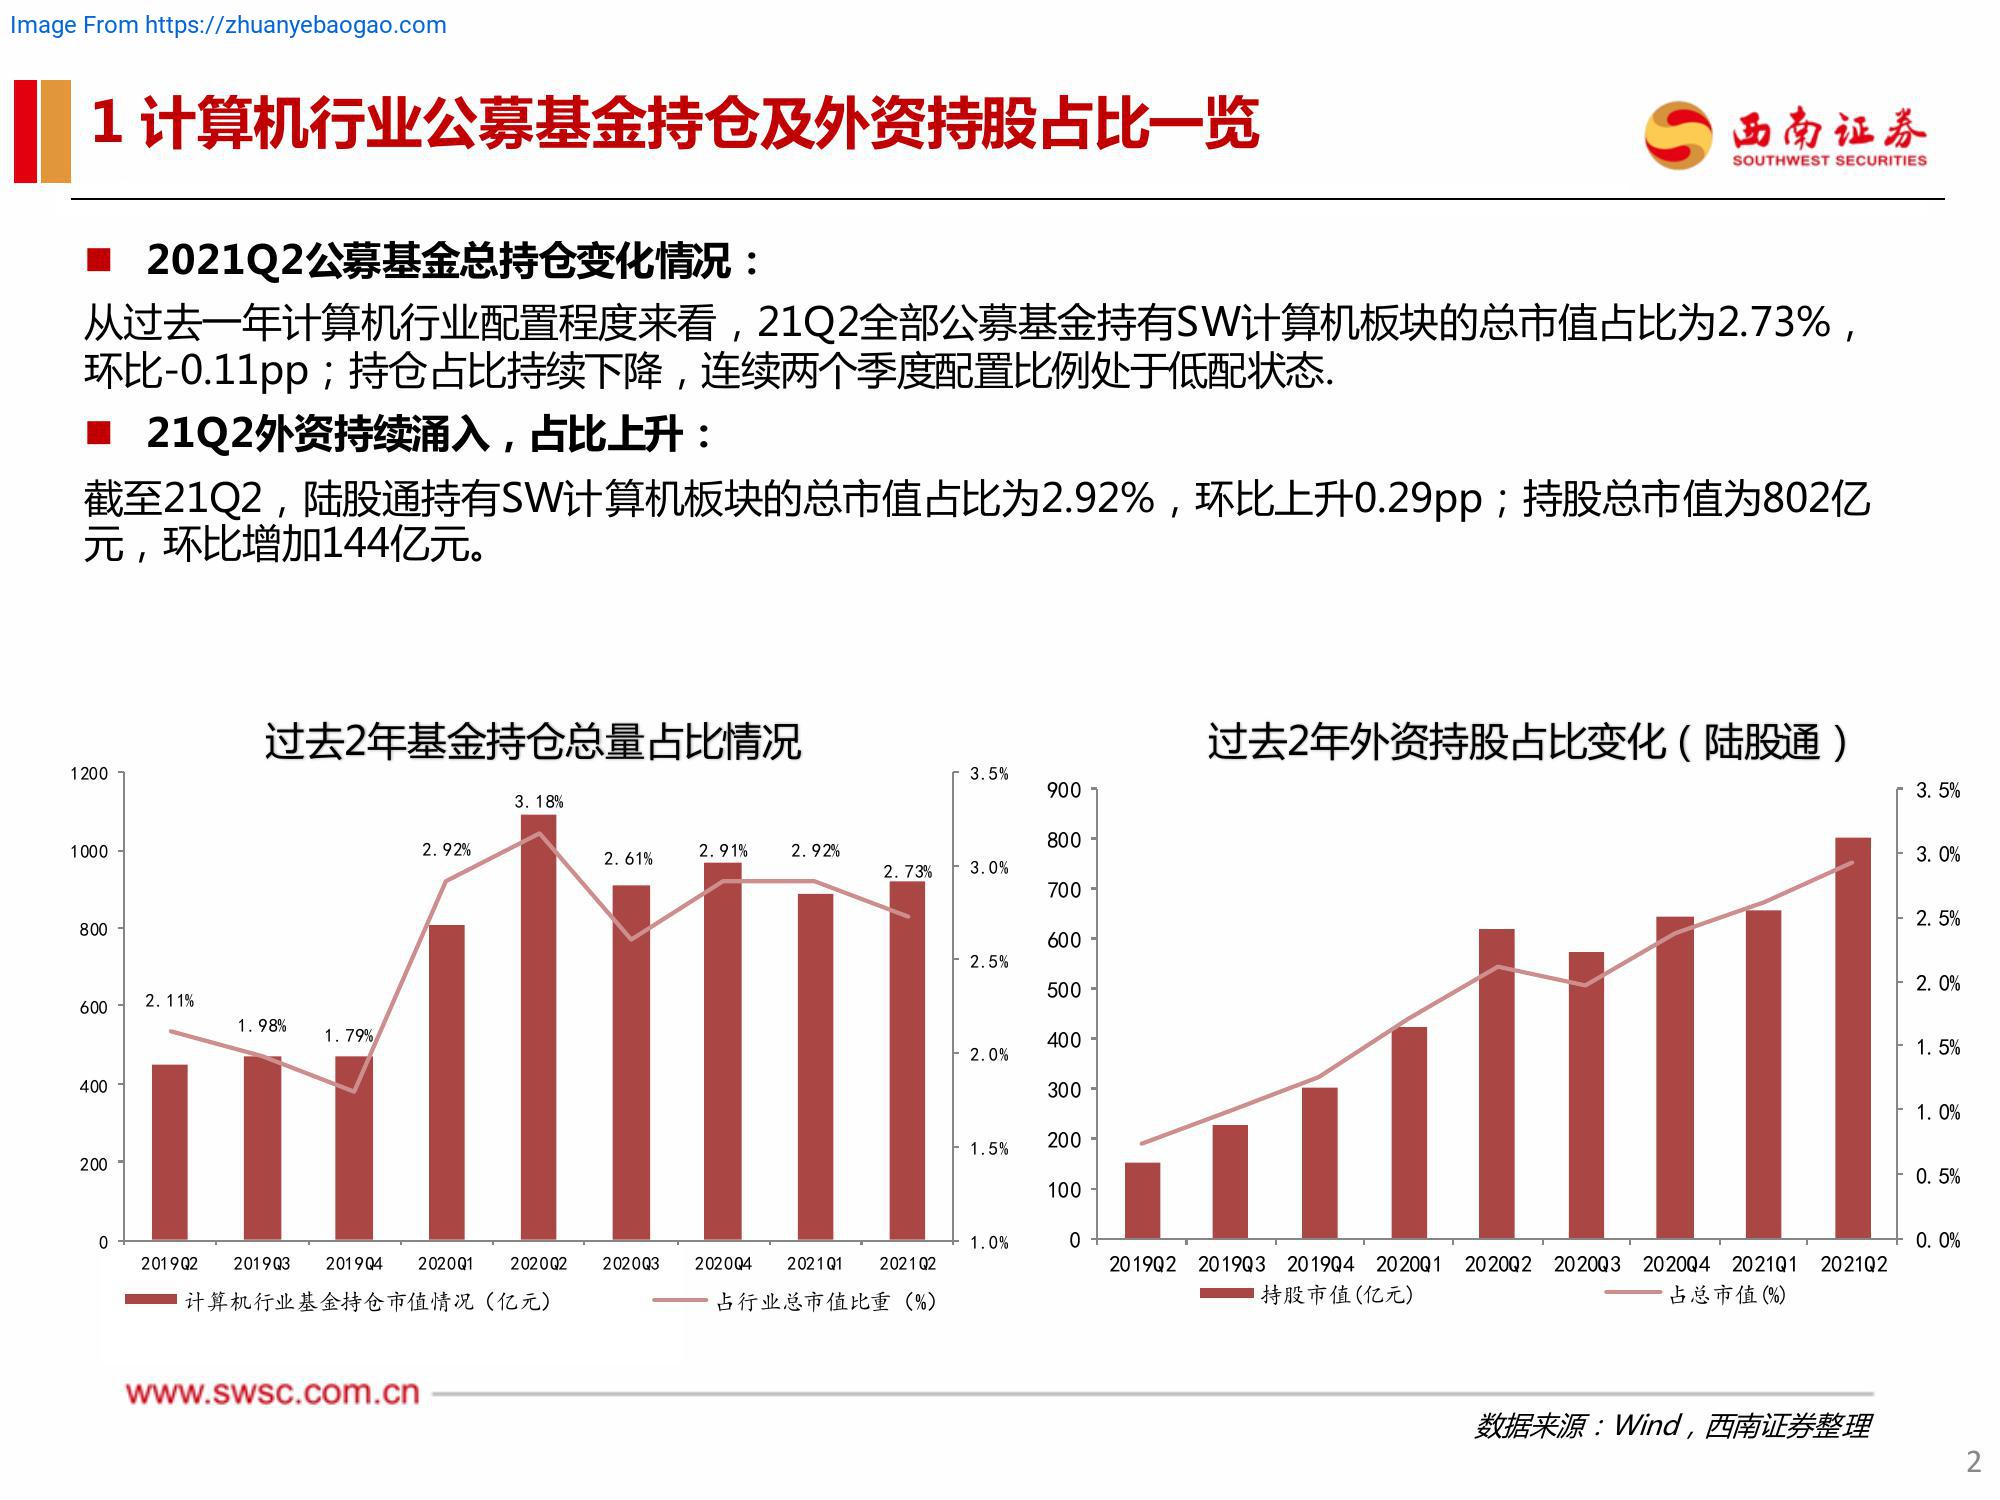 Image From https://zhuanyebaogao.com
1 计算机行业公募基金持仓及外资持股占比一览
西南证券
SOUTHWEST SECURITIES
2021Q2公募基金总持仓变化情况：
从过去一年计算机行业配置程度来看，21Q2全部公募基金持有SW计算机板块的总市值占比为2.73%，
环比-0.11pp；持仓占比持续下降，连续两个季度配置比例处于低配状态.
21Q2外资持续涌入，占比上升：
截至21Q2，陆股通持有SW计算机板块的总市值占比为2.92%，环比上升0.29pp；持股总市值为802亿
元，环比增加144亿元。
过去2年基金持仓总量占比情况
1200
1000
800
600
400
200
0
3.5%
3.0%
2.5%
2.0%
1.5%
1.0%
2.11%
1.98%
1.79%
2.92%
3.18%
2.61%
2.91%
2.92%
2.73%
2019Q2 2019Q3 2019Q4 2020Q1 2020Q2 2020Q3 2020Q4 2021Q1 2021Q2
计算机行业基金持仓市值情况（亿元） 占行业总市值比重（%）
过去2年外资持股占比变化（陆股通）
900
800
700
600
500
400
300
200
100
0
3.5%
3.0%
2.5%
2.0%
1.5%
1.0%
0.5%
0.0%
2019Q2 2019Q3 2019Q4 2020Q1 2020Q2 2020Q3 2020Q4 2021Q1 2021Q2
持股市值(亿元) 占总市值(%)
www.swsc.com.cn
数据来源：Wind，西南证券整理
2